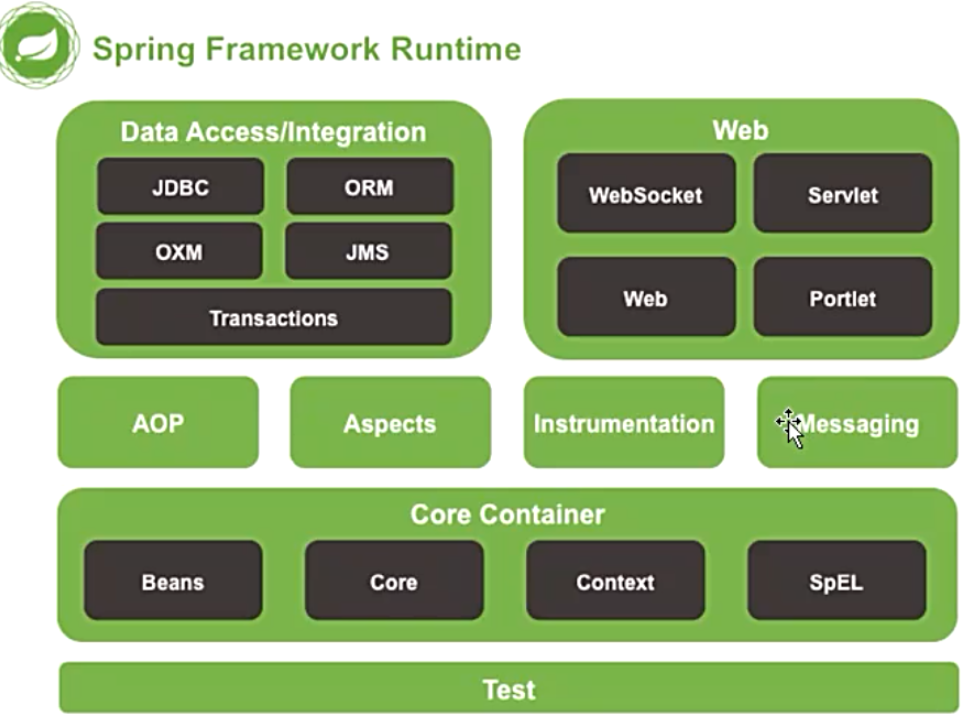 Spring Framework Runtime
Data Access/Integration
JDBC ORM
OXM JMS
Transactions
Web
WebSocket Servlet
Web Portlet
AOP Aspects Instrumentation Messaging
Core Container
Beans Core Context SpEL
Test